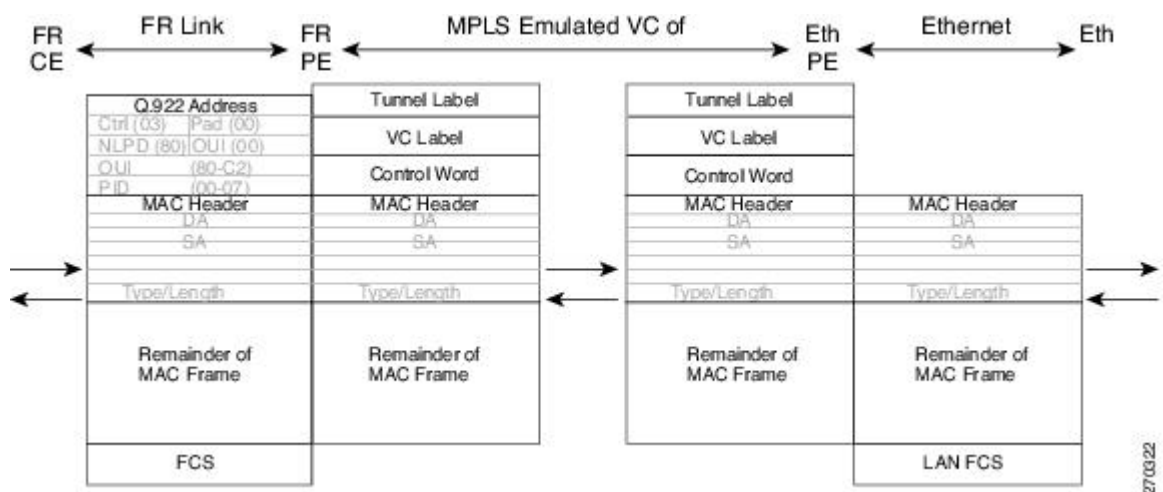 FR CE
FR Link
FR PE
MPLS Emulated VC of
Eth PE
Ethernet
Eth
Q.922 Address
Ctrl (03) Pad (00)
NLPD (80) OUI (00)
OUI (80-C2)
PID (00-07)
MAC Header
DA
SA
Type/Length
Remainder of
MAC Frame
FCS
Tunnel Label
VC Label
Control Word
MAC Header
DA
SA
Type/Length
Remainder of
MAC Frame
Tunnel Label
VC Label
Control Word
MAC Header
DA
SA
Type/Length
Remainder of
MAC Frame
MAC Header
DA
SA
Type/Length
Remainder of
MAC Frame
LAN FCS
270322